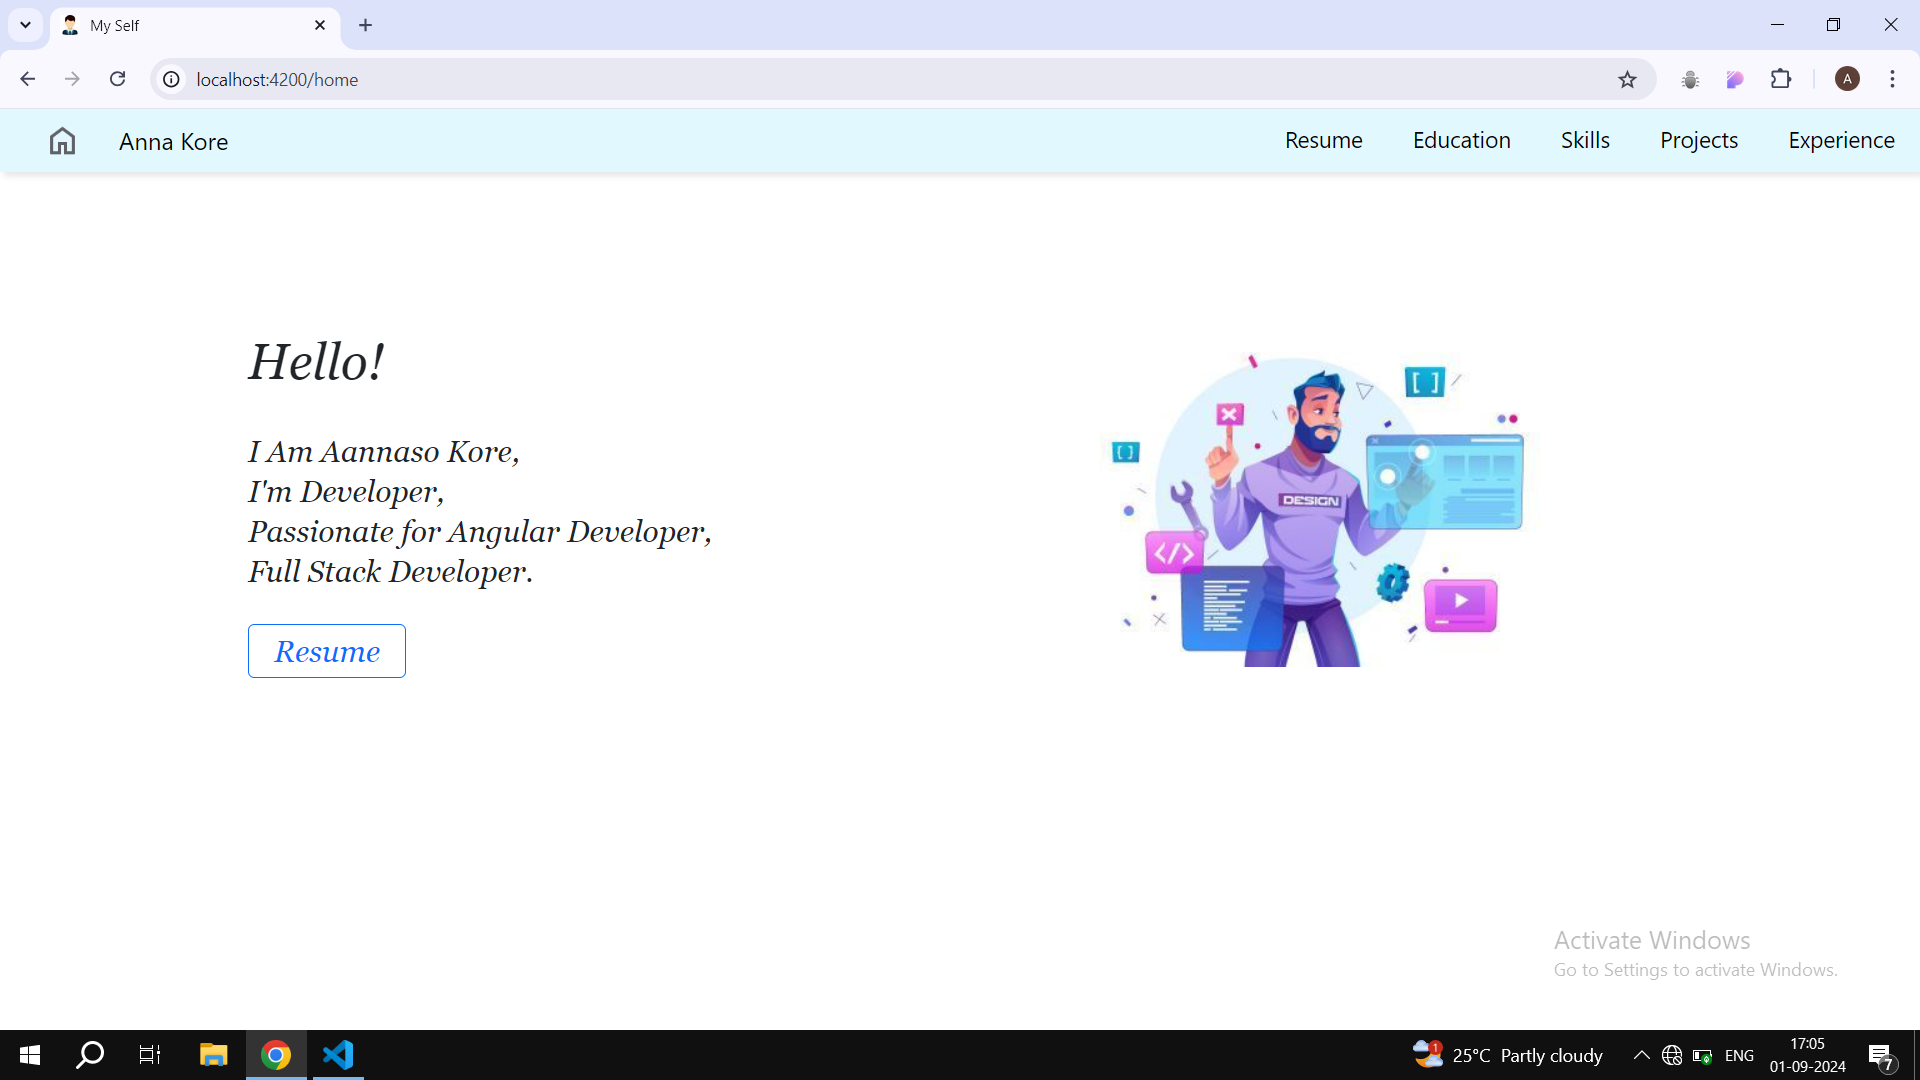 My Self
localhost:4200/home
A
Anna Kore
Resume
Education
Skills
Projects
Experience
Hello!
I Am Aannaso Kore,
I'm Developer,
Passionate for Angular Developer,
Full Stack Developer.
Resume
[ ]
{ }
DESIGN
</>
Activate Windows
Go to Settings to activate Windows.
1
25°C Partly cloudy
ENG
17:05
01-09-2024
7